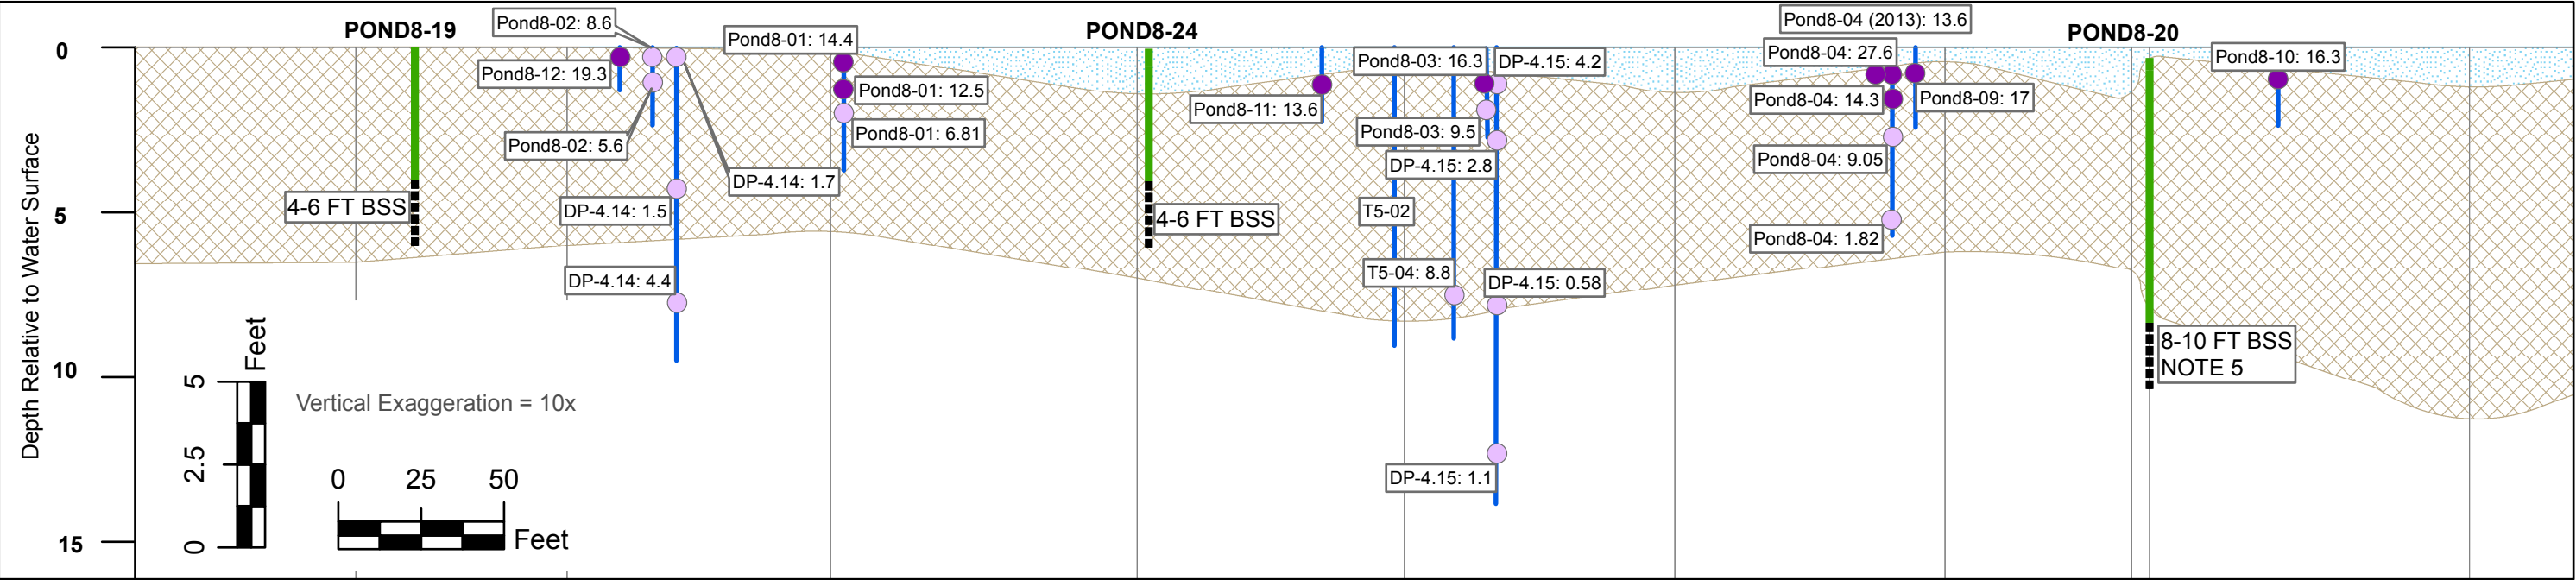 POND8-19
Pond8-02: 8.6
Pond8-01: 14.4
POND8-24
Pond8-04 (2013): 13.6
POND8-20
0
Pond8-12: 19.3
Pond8-03: 16.3
DP-4.15: 4.2
Pond8-04: 27.6
Pond8-10: 16.3
Pond8-01: 12.5
Pond8-11: 13.6
Pond8-04: 14.3
Pond8-09: 17
Pond8-02: 5.6
Pond8-01: 6.81
Pond8-03: 9.5
DP-4.14: 1.7
DP-4.15: 2.8
Pond8-04: 9.05
4-6 FT BSS
5
DP-4.14: 1.5
4-6 FT BSS
T5-02
Pond8-04: 1.82
DP-4.14: 4.4
T5-04: 8.8
DP-4.15: 0.58
8-10 FT BSS
NOTE 5
10
DP-4.15: 1.1
15
Depth Relative to Water Surface
Feet
5
2.5
0
Vertical Exaggeration = 10x
0 25 50
Feet